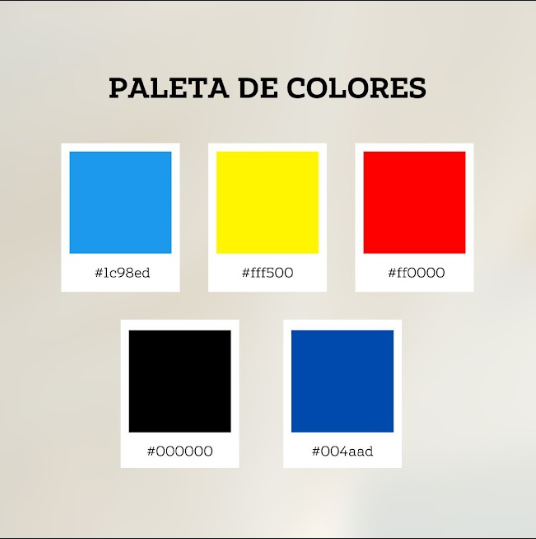 PALETA DE COLORES
#1c98ed
#fff500
#ff0000
#000000
#004aad